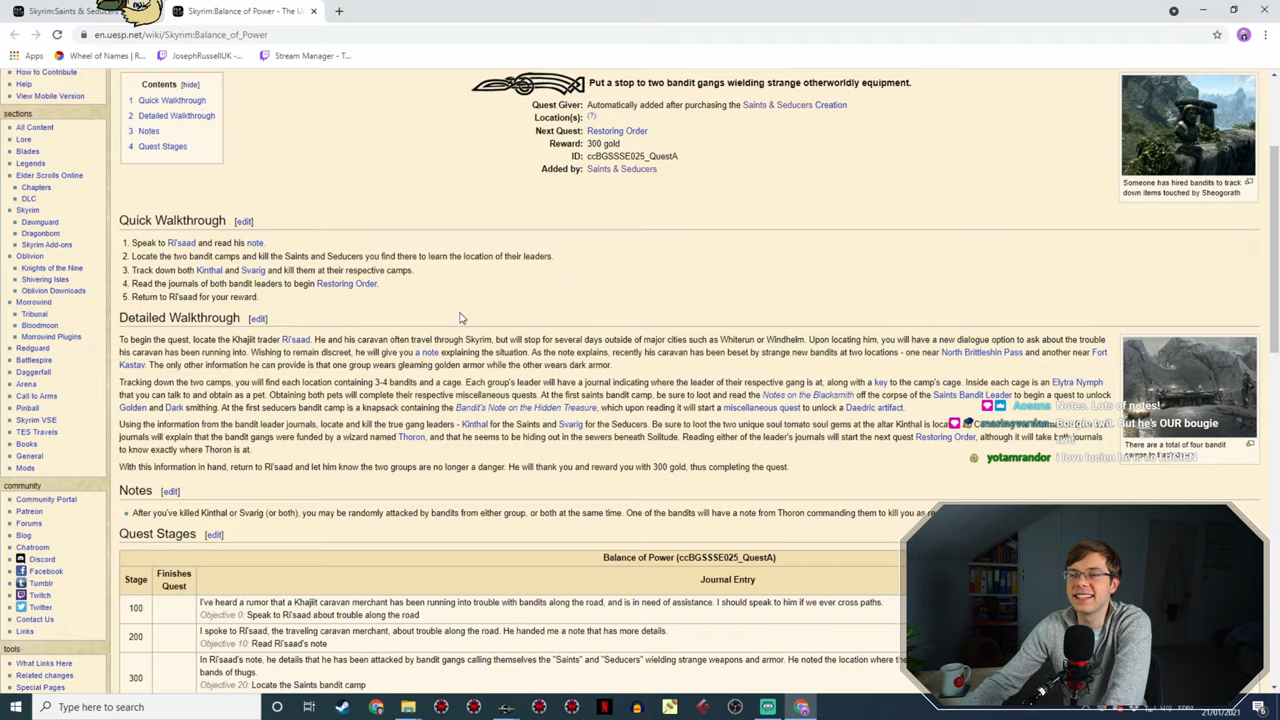 Skyrim:Saints & Seducers
Skyrim:Balance of Power - The U
en.uesp.net/wiki/Skyrim:Balance_of_Power
Apps
Wheel of Names | R...
JosephRussellUK -...
Stream Manager - T...
How to Contribute
Help
View Mobile Version
sections
All Content
Lore
Blades
Legends
Elder Scrolls Online
Chapters
DLC
Skyrim
Dawnguard
Dragonborn
Skyrim Add-ons
Oblivion
Knights of the Nine
Shivering Isles
Oblivion Downloads
Morrowind
Tribunal
Bloodmoon
Morrowind Plugins
Redguard
Battlespire
Daggerfall
Arena
Call to Arms
Pinball
Skyrim VSE
TES Travels
Books
General
Mods
community
Community Portal
Patreon
Forums
Blog
Chatroom
Discord
Facebook
Tumblr
Twitch
Twitter
Contact Us
Links
tools
What Links Here
Related changes
Special Pages
Contents [hide]
1 Quick Walkthrough
2 Detailed Walkthrough
3 Notes
4 Quest Stages
Put a stop to two bandit gangs wielding strange otherworldly equipment.
Quest Giver: Automatically added after purchasing the Saints & Seducers Creation
Location(s): (?)
Next Quest: Restoring Order
Reward: 300 gold
ID: ccBGSSSE025_QuestA
Added by: Saints & Seducers
Someone has hired bandits to track
down items touched by Sheogorath
Quick Walkthrough [edit]
1. Speak to Ri'saad and read his note.
2. Locate the two bandit camps and kill the Saints and Seducers you find there to learn the location of their leaders.
3. Track down both Kinthal and Svarig and kill them at their respective camps.
4. Read the journals of both bandit leaders to begin Restoring Order.
5. Return to Ri'saad for your reward.
Detailed Walkthrough [edit]
To begin the quest, locate the Khajiit trader Ri'saad. He and his caravan often travel through Skyrim, but will stop for several days outside of major cities such as Whiterun or Windhelm. Upon locating him, you will have a new dialogue option to ask about the trouble
his caravan has been running into. Wishing to remain discreet, he will give you a note explaining the situation. As the note explains, recently his caravan has been beset by strange new bandits at two locations - one near North Brittleshin Pass and another near Fort
Kastav. The only other information he can provide is that one group wears gleaming golden armor while the other wears dark armor.
Tracking down the two camps, you will find each location containing 3-4 bandits and a cage. Each group's leader will have a journal indicating where the leader of their respective gang is at, along with a key to the camp's cage. Inside each cage is an Elytra Nymph
that you can talk to and obtain as a pet. Obtaining both pets will complete their respective miscellaneous quests. At the first saints bandit camp, be sure to loot and read the Notes on the Blacksmith off the corpse of the Saints Bandit Leader to begin a quest to unlock
Golden and Dark smithing. At the first seducers bandit camp is a knapsack containing the Bandit's Note on the Hidden Treasure, which upon reading it will start a miscellaneous quest to unlock a Daedric artifact.
Using the information from the bandit leader journals, locate and kill the true gang leaders - Kinthal for the Saints and Svarig for the Seducers. Be sure to loot the two unique soul tomato soul gems at the altar Kinthal is loca
journals will explain that the bandit gangs were funded by a wizard named Thoron, and that he seems to be hiding out in the sewers beneath Solitude. Reading either of the leader's journals will start the next quest Restoring Order, although it will take both journals
to know exactly where Thoron is at.
With this information in hand, return to Ri'saad and let him know the two groups are no longer a danger. He will thank you and reward you with 300 gold, thus completing the quest.
There are a total of four bandit
Aosann Notes. Lots of notes!
Bougie twit. But he's OUR bougie
yotamrandor i love lucien he is so LUCIEN
Notes [edit]
After you've killed Kinthal or Svarig (or both), you may be randomly attacked by bandits from either group, or both at the same time. One of the bandits will have a note from Thoron commanding them to kill you as re
Quest Stages [edit]
Balance of Power (ccBGSSSE025_QuestA)
Stage Finishes Quest Journal Entry
100 I've heard a rumor that a Khajiit caravan merchant has been running into trouble with bandits along the road, and is in need of assistance. I should speak to him if we ever cross paths.
Objective 0: Speak to Ri'saad about trouble along the road
200 I spoke to Ri'saad, the traveling caravan merchant, about trouble along the road. He handed me a note that has more details.
Objective 10: Read Ri'saad's note
300 In Ri'saad's note, he details that he has been attacked by bandit gangs calling themselves the "Saints" and "Seducers" wielding strange weapons and armor. He noted the location where the
bands of thugs.
Objective 20: Locate the Saints bandit camp
Type here to search
ENG
21/01/2021